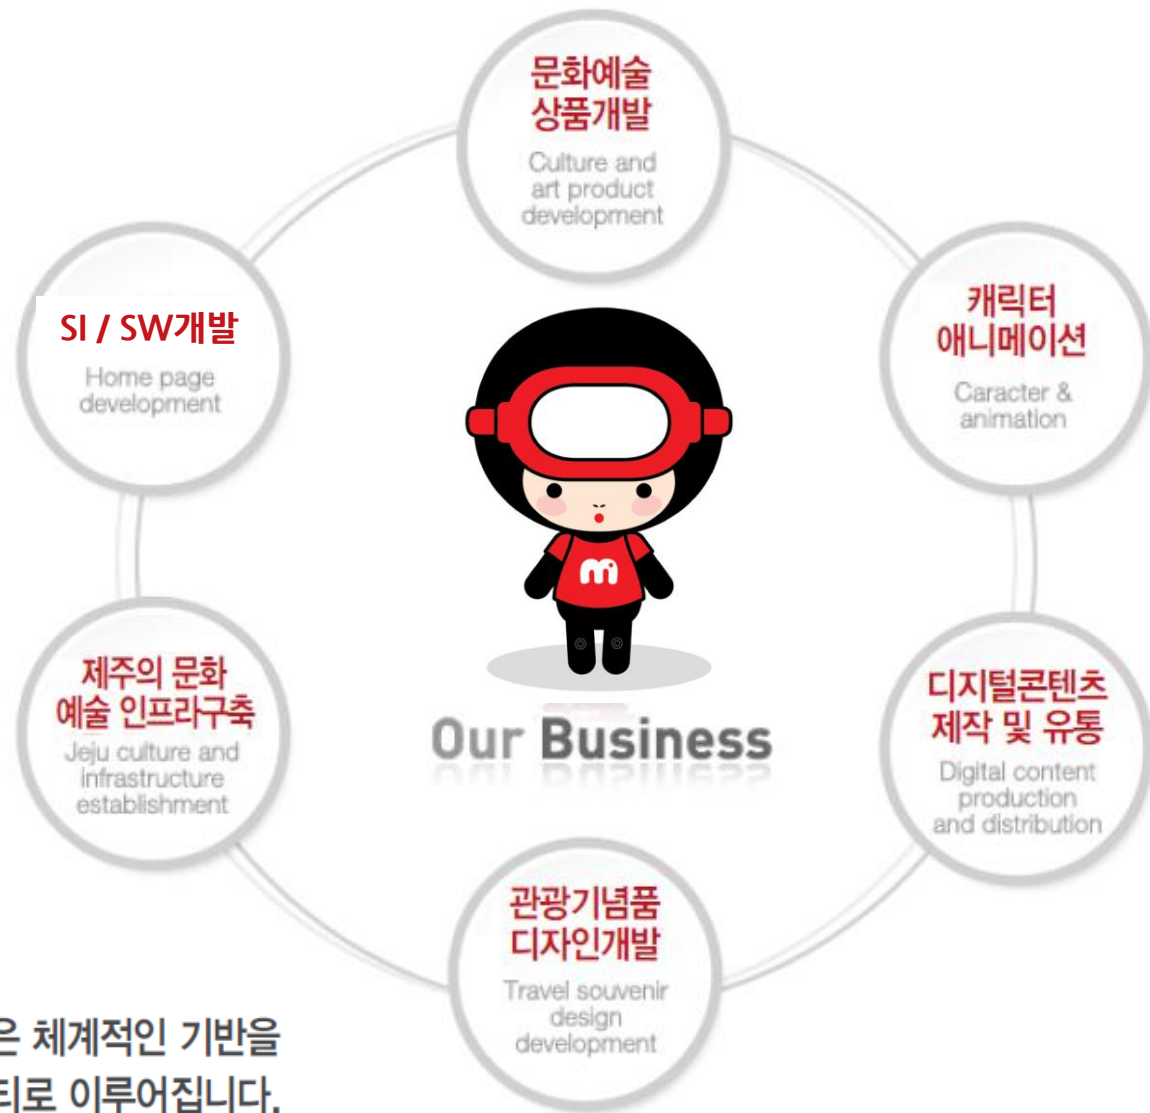 문화예술
상품개발
Culture and
art product
development
SI / SW개발
Home page
development
캐릭터
애니메이션
Caracter &
animation
m
제주의 문화
예술 인프라구축
Jeju culture and
infrastructure
establishment
Our Business
디지털콘텐츠
제작 및 유통
Digital content
production
and distribution
관광기념품
디자인개발
Travel souvenir
design
development
은 체계적인 기반을
티로 이루어집니다.